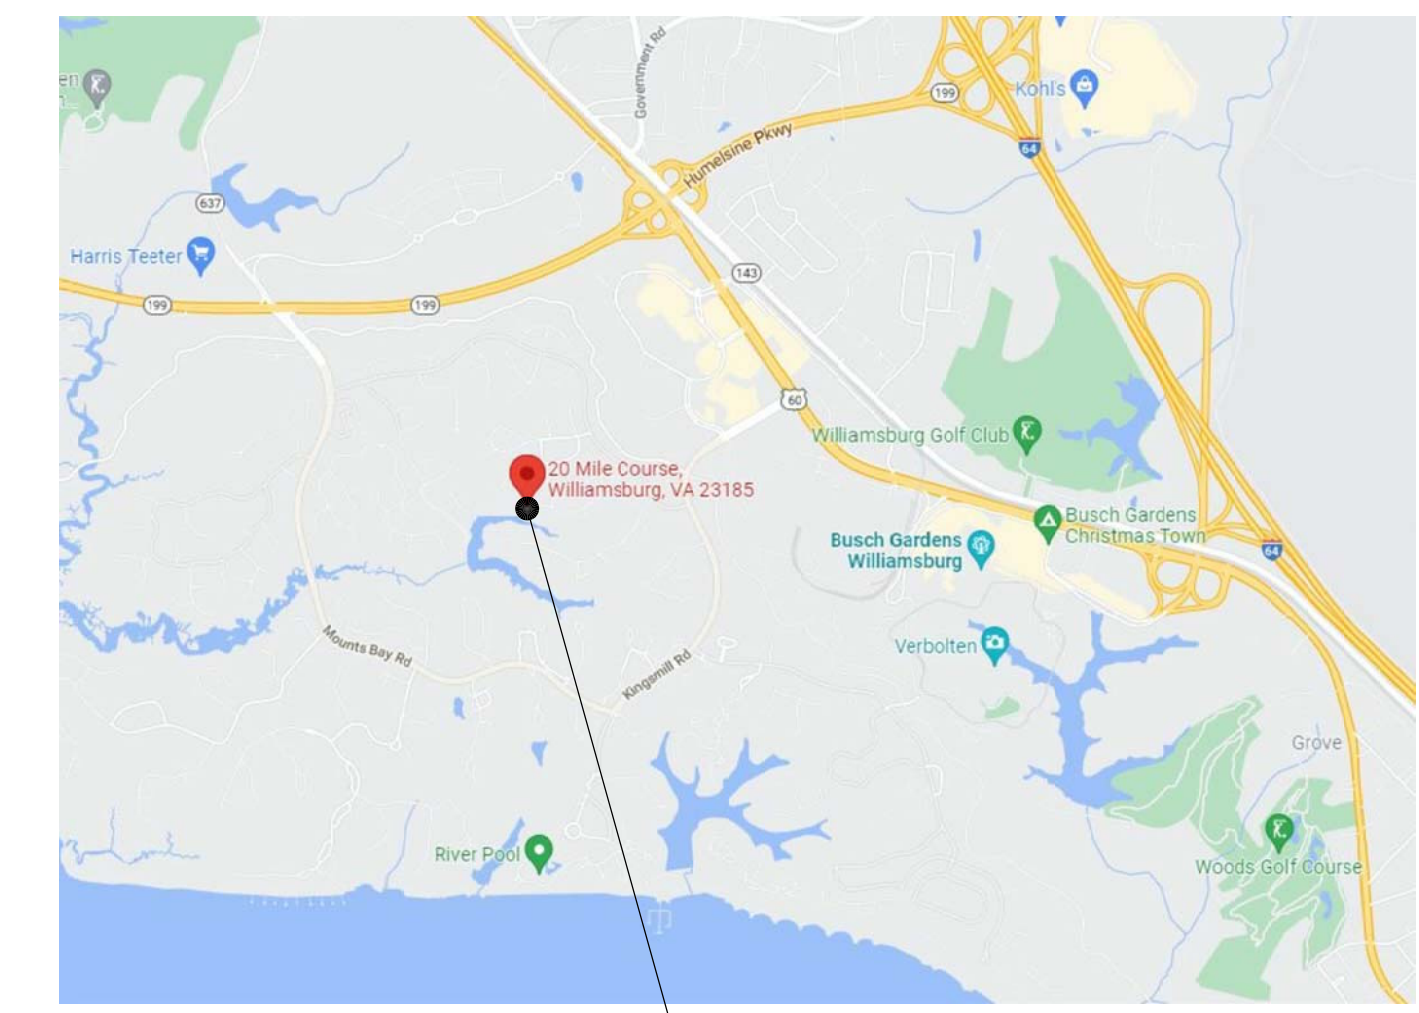 Government Rd
en
Kohl's
199
Humelsine Pkwy
64
637
Harris Teeter
143
199
199
60
Williamsburg Golf Club
20 Mile Course,
Williamsburg, VA 23185
Busch Gardens
Christmas Town
Busch Gardens
Williamsburg
64
Verbolten
Mounts Bay Rd
Kingsmill Rd
Grove
River Pool
Woods Golf Course